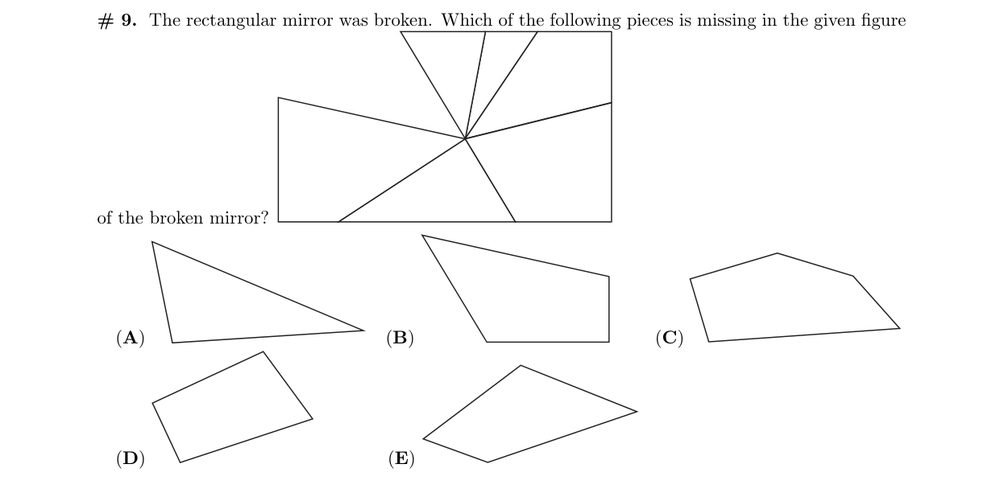 # 9. The rectangular mirror was broken. Which of the following pieces is missing in the given figure
of the broken mirror?
(A) (B) (C)
(D) (E)